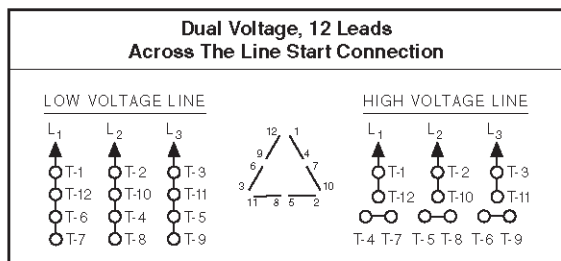 Dual Voltage, 12 Leads
Across The Line Start Connection
LOW VOLTAGE LINE
L1 L2 L3
T-1 T-2 T-3
T-12 T-10 T-11
T-6 T-4 T-5
T-7 T-8 T-9
12 1
9 4
6 7
3 10
11 8 5 2
HIGH VOLTAGE LINE
L1 L2 L3
T-1 T-2 T-3
T-12 T-10 T-11
T-4 T-7 T-5 T-8 T-6 T-9